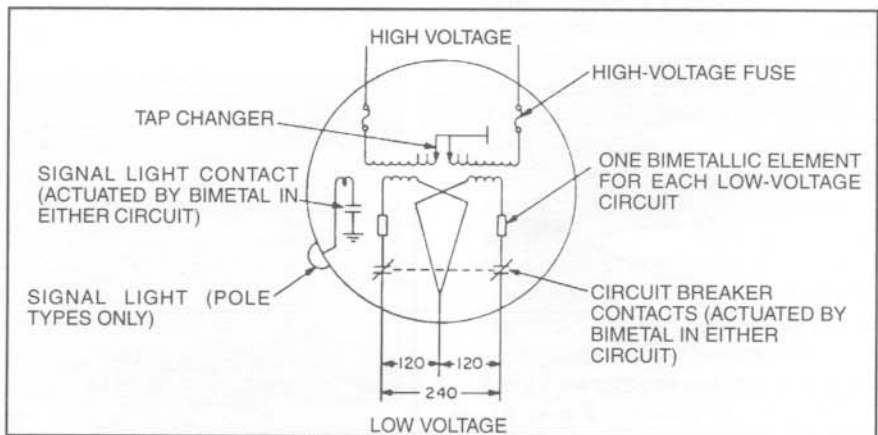 HIGH VOLTAGE
HIGH-VOLTAGE FUSE
TAP CHANGER
SIGNAL LIGHT CONTACT
(ACTUATED BY BIMETAL IN
EITHER CIRCUIT)
ONE BIMETALLIC ELEMENT
FOR EACH LOW-VOLTAGE
CIRCUIT
SIGNAL LIGHT (POLE
TYPES ONLY)
CIRCUIT BREAKER
CONTACTS (ACTUATED BY
BIMETAL IN EITHER
CIRCUIT)
120 120
240
LOW VOLTAGE